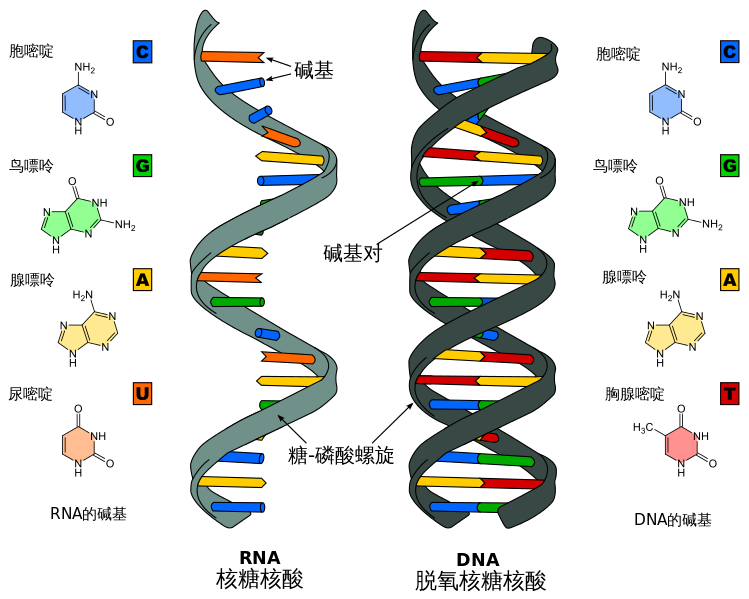 胞嘧啶
C
NH₂
N
N
H
O
鸟嘌呤
G
O
N
NH
N
H
N
NH₂
腺嘌呤
A
H₂N
N
N
N
H
N
尿嘧啶
U
O
NH
N
H
O
RNA的碱基
碱基
碱基对
糖-磷酸螺旋
RNA
核糖核酸
DNA
脱氧核糖核酸
胞嘧啶
C
NH₂
N
N
H
O
鸟嘌呤
G
O
N
NH
N
H
N
NH₂
腺嘌呤
A
H₂N
N
N
N
H
N
胸腺嘧啶
T
O
H₃C
NH
N
H
O
DNA的碱基